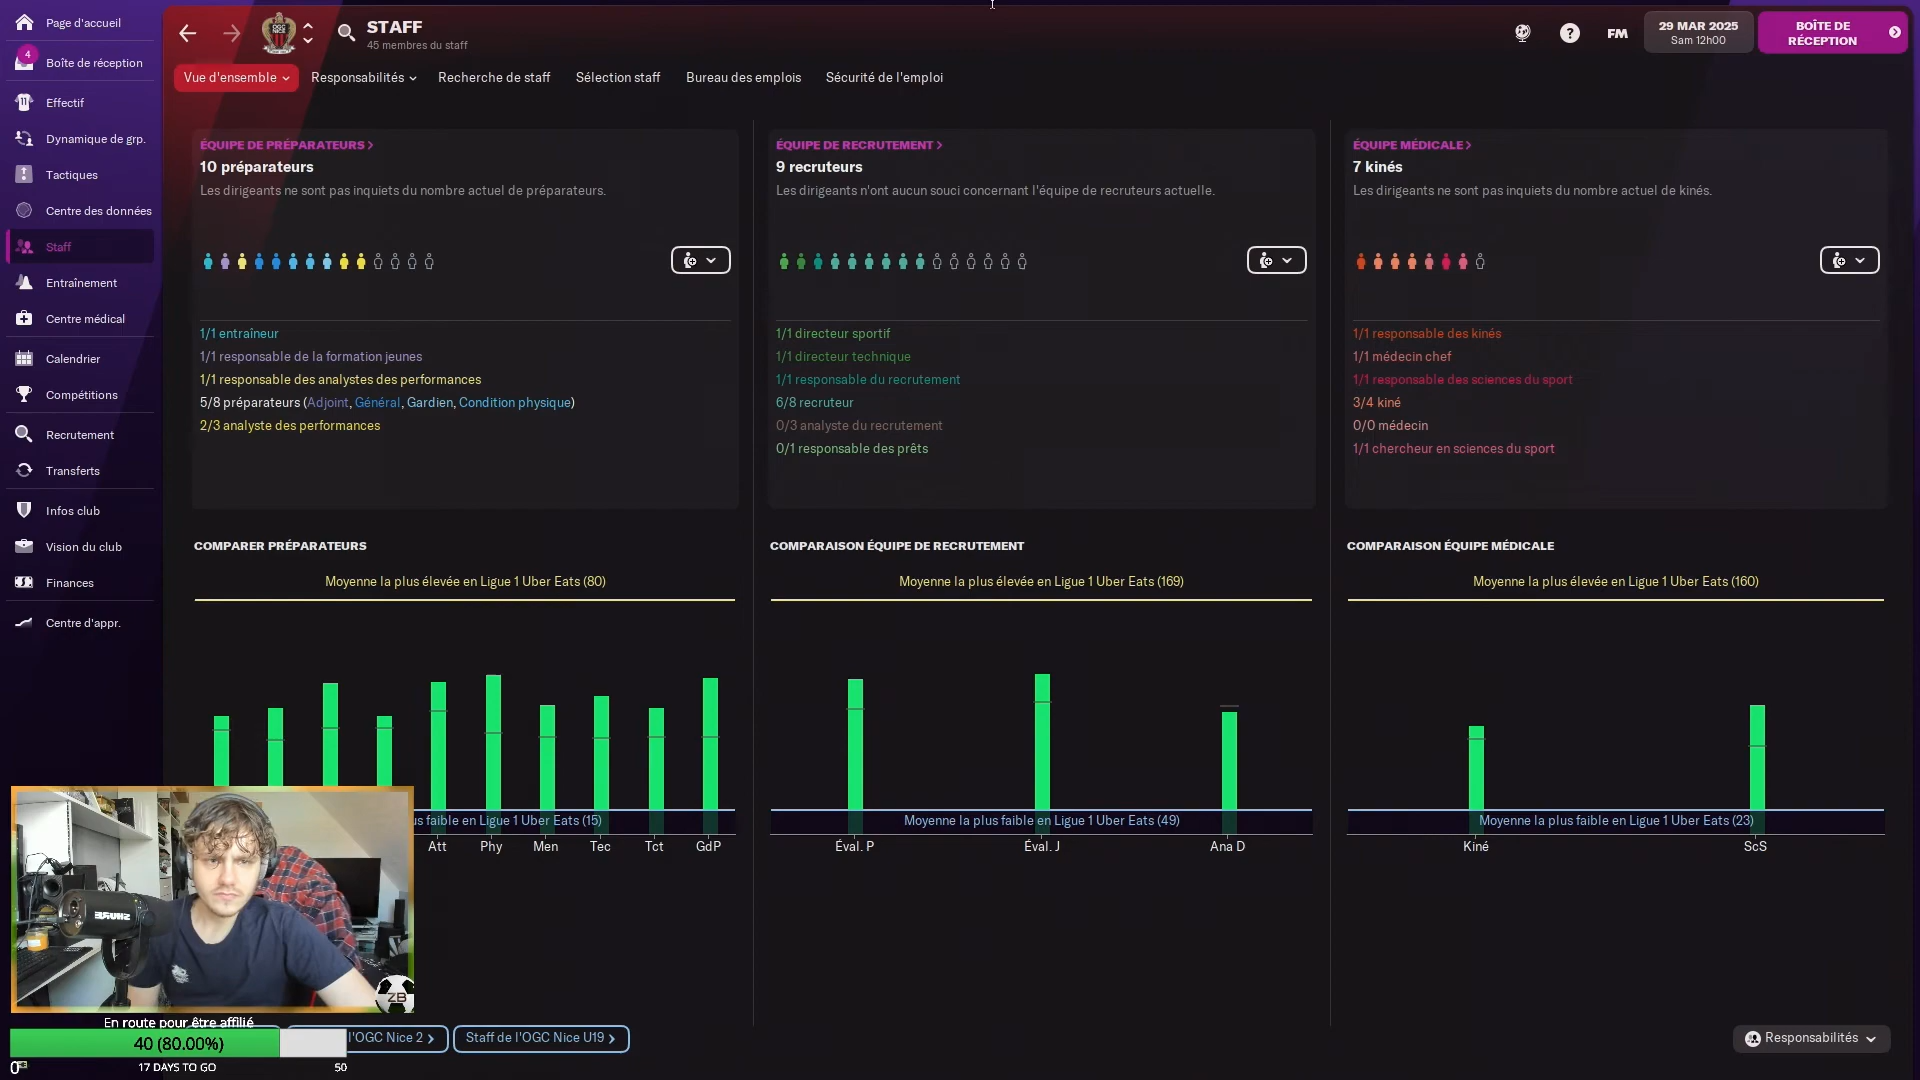 Page d'accueil
4
Boîte de réception
Effectif
Dynamique de grp.
Tactiques
Centre des données
Staff
Entraînement
Centre médical
Calendrier
Compétitions
Recrutement
Transferts
Infos club
Vision du club
Finances
Centre d'appr.
OGC NICE
STAFF
45 membres du staff
FM
29 MAR 2025
Sam 12h00
BOÎTE DE
RÉCEPTION
Vue d'ensemble
Responsabilités
Recherche de staff
Sélection staff
Bureau des emplois
Sécurité de l'emploi
ÉQUIPE DE PRÉPARATEURS >
10 préparateurs
Les dirigeants ne sont pas inquiets du nombre actuel de préparateurs.
1/1 entraîneur
1/1 responsable de la formation jeunes
1/1 responsable des analystes des performances
5/8 préparateurs (Adjoint, Général, Gardien, Condition physique)
2/3 analyste des performances
ÉQUIPE DE RECRUTEMENT >
9 recruteurs
Les dirigeants n'ont aucun souci concernant l'équipe de recruteurs actuelle.
1/1 directeur sportif
1/1 directeur technique
1/1 responsable du recrutement
6/8 recruteur
0/3 analyste du recrutement
0/1 responsable des prêts
ÉQUIPE MÉDICALE >
7 kinés
Les dirigeants ne sont pas inquiets du nombre actuel de kinés.
1/1 responsable des kinés
1/1 médecin chef
1/1 responsable des sciences du sport
3/4 kiné
0/0 médecin
1/1 chercheur en sciences du sport
COMPARER PRÉPARATEURS
Moyenne la plus élevée en Ligue 1 Uber Eats (80)
us faible en Ligue 1 Uber Eats (15)
Att Phy Men Tec Tct GdP
COMPARAISON ÉQUIPE DE RECRUTEMENT
Moyenne la plus élevée en Ligue 1 Uber Eats (169)
Moyenne la plus faible en Ligue 1 Uber Eats (49)
Éval. P Éval. J Ana D
COMPARAISON ÉQUIPE MÉDICALE
Moyenne la plus élevée en Ligue 1 Uber Eats (160)
Moyenne la plus faible en Ligue 1 Uber Eats (23)
Kiné ScS
SHURE
ZB
En route pour être affilié
40 (80.00%)
0
17 DAYS TO GO
50
l'OGC Nice 2 >
Staff de l'OGC Nice U19 >
Responsabilités